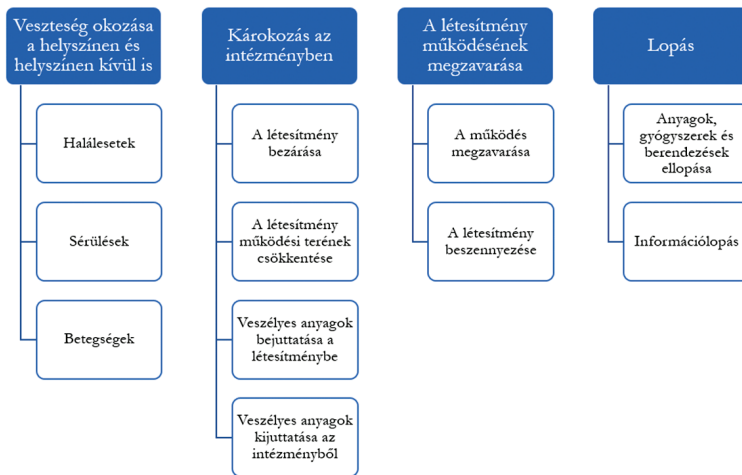 Veszteség okozása
a helyszínen és
helyszínen kívül is
Halálesetek
Sérülések
Betegségek
Károkozás az
intézményben
A létesítmény
bezárása
A létesítmény
működési terének
csökkentése
Veszélyes anyagok
bejuttatása a
létesítménybe
Veszélyes anyagok
kijuttatása az
intézményből
A létesítmény
működésének
megzavarása
A működés
megzavarása
A létesítmény
beszennyezése
Lopás
Anyagok,
gyógyszerek és
berendezések
ellopása
Információlopás